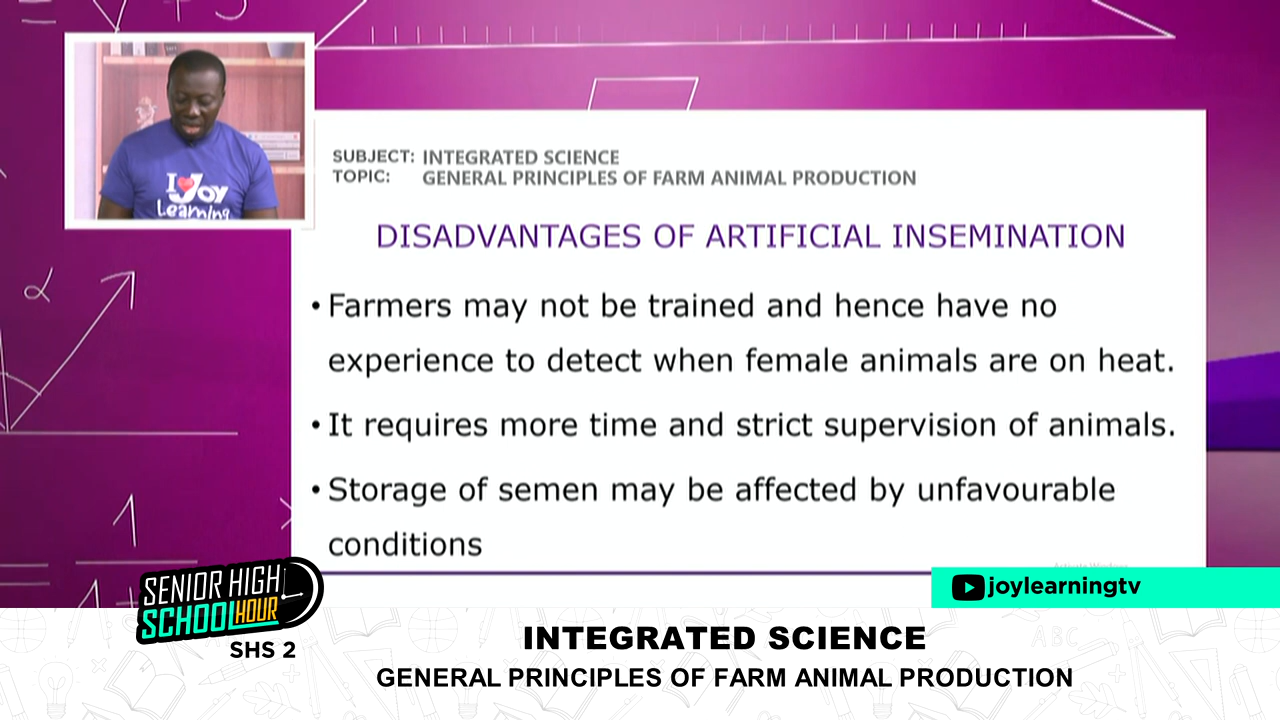 I ❤ Joy
Learning
SUBJECT: INTEGRATED SCIENCE
TOPIC: GENERAL PRINCIPLES OF FARM ANIMAL PRODUCTION
DISADVANTAGES OF ARTIFICIAL INSEMINATION
• Farmers may not be trained and hence have no
experience to detect when female animals are on heat.
• It requires more time and strict supervision of animals.
• Storage of semen may be affected by unfavourable
conditions
α
1
joylearningtv
SENIOR HIGH
SCHOOL HOUR
SHS 2
INTEGRATED SCIENCE
GENERAL PRINCIPLES OF FARM ANIMAL PRODUCTION
ABC